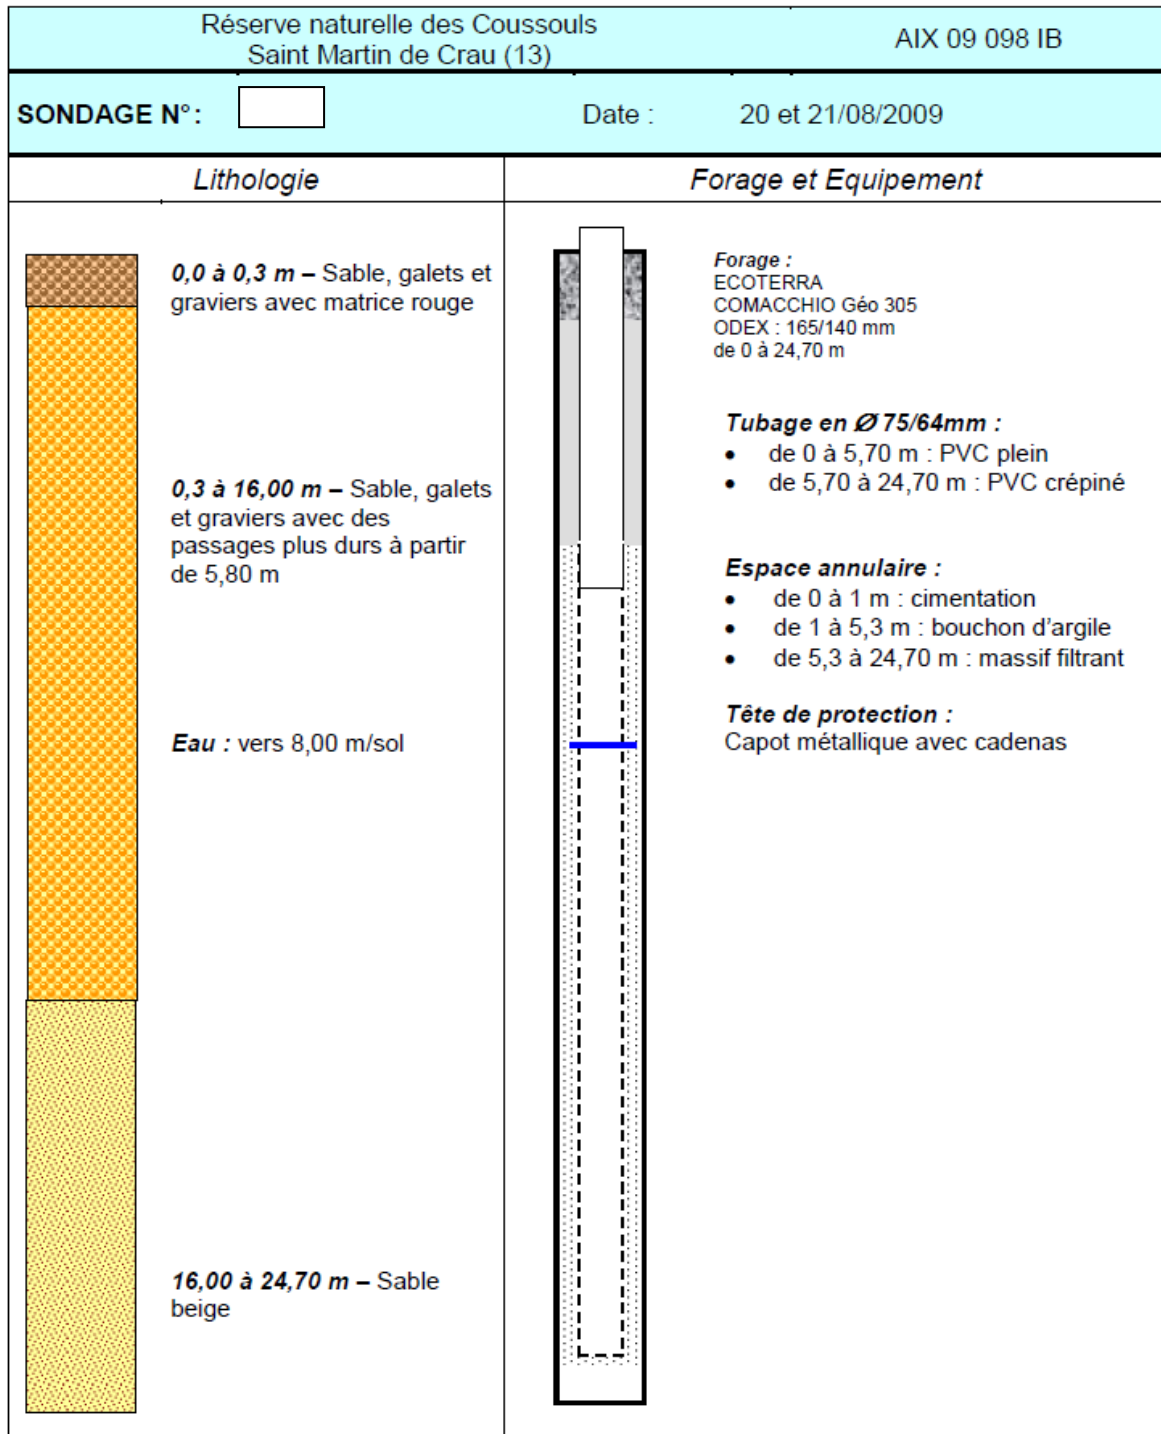 Réserve naturelle des Coussouls
Saint Martin de Crau (13)
AIX 09 098 IB
SONDAGE N° :
Date :
20 et 21/08/2009
Lithologie
Forage et Equipement
0,0 à 0,3 m – Sable, galets et
graviers avec matrice rouge
0,3 à 16,00 m – Sable, galets
et graviers avec des
passages plus durs à partir
de 5,80 m
Eau : vers 8,00 m/sol
16,00 à 24,70 m – Sable
beige
Forage :
ECOTERRA
COMACCHIO Géo 305
ODEX : 165/140 mm
de 0 à 24,70 m
Tubage en Ø 75/64mm :
• de 0 à 5,70 m : PVC plein
• de 5,70 à 24,70 m : PVC crépiné
Espace annulaire :
• de 0 à 1 m : cimentation
• de 1 à 5,3 m : bouchon d'argile
• de 5,3 à 24,70 m : massif filtrant
Tête de protection :
Capot métallique avec cadenas